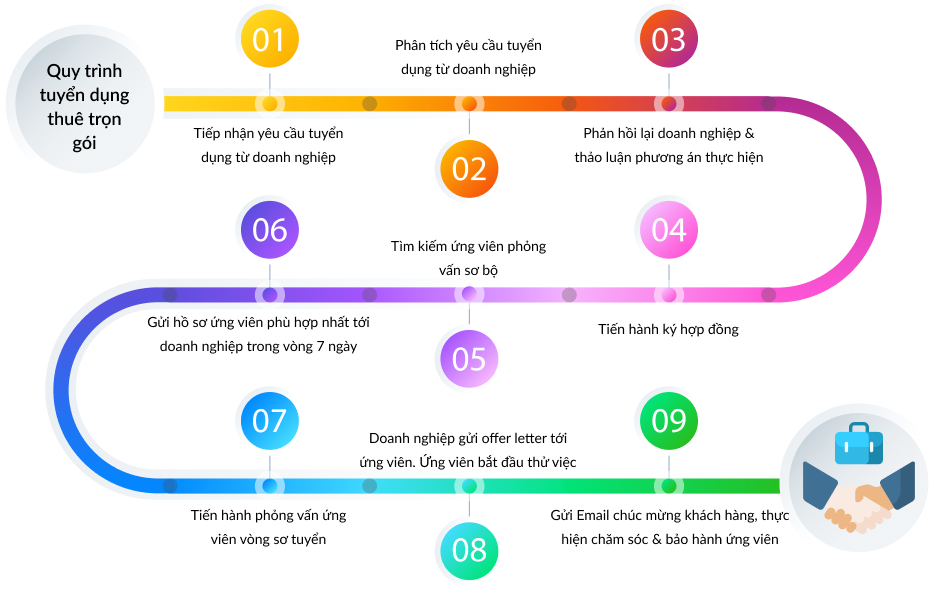 Quy trình
tuyển dụng
thuê trọn
gói
01
Tiếp nhận yêu cầu tuyển
dụng từ doanh nghiệp
Phân tích yêu cầu tuyển
dụng từ doanh nghiệp
02
03
Phản hồi lại doanh nghiệp &
thảo luận phương án thực hiện
04
Tiến hành ký hợp đồng
Tìm kiếm ứng viên phỏng
vấn sơ bộ
05
06
Gửi hồ sơ ứng viên phù hợp nhất tới
doanh nghiệp trong vòng 7 ngày
07
Tiến hành phỏng vấn ứng
viên vòng sơ tuyển
Doanh nghiệp gửi offer letter tới
ứng viên. Ứng viên bắt đầu thử việc
08
09
Gửi Email chúc mừng khách hàng, thực
hiện chăm sóc & bảo hành ứng viên